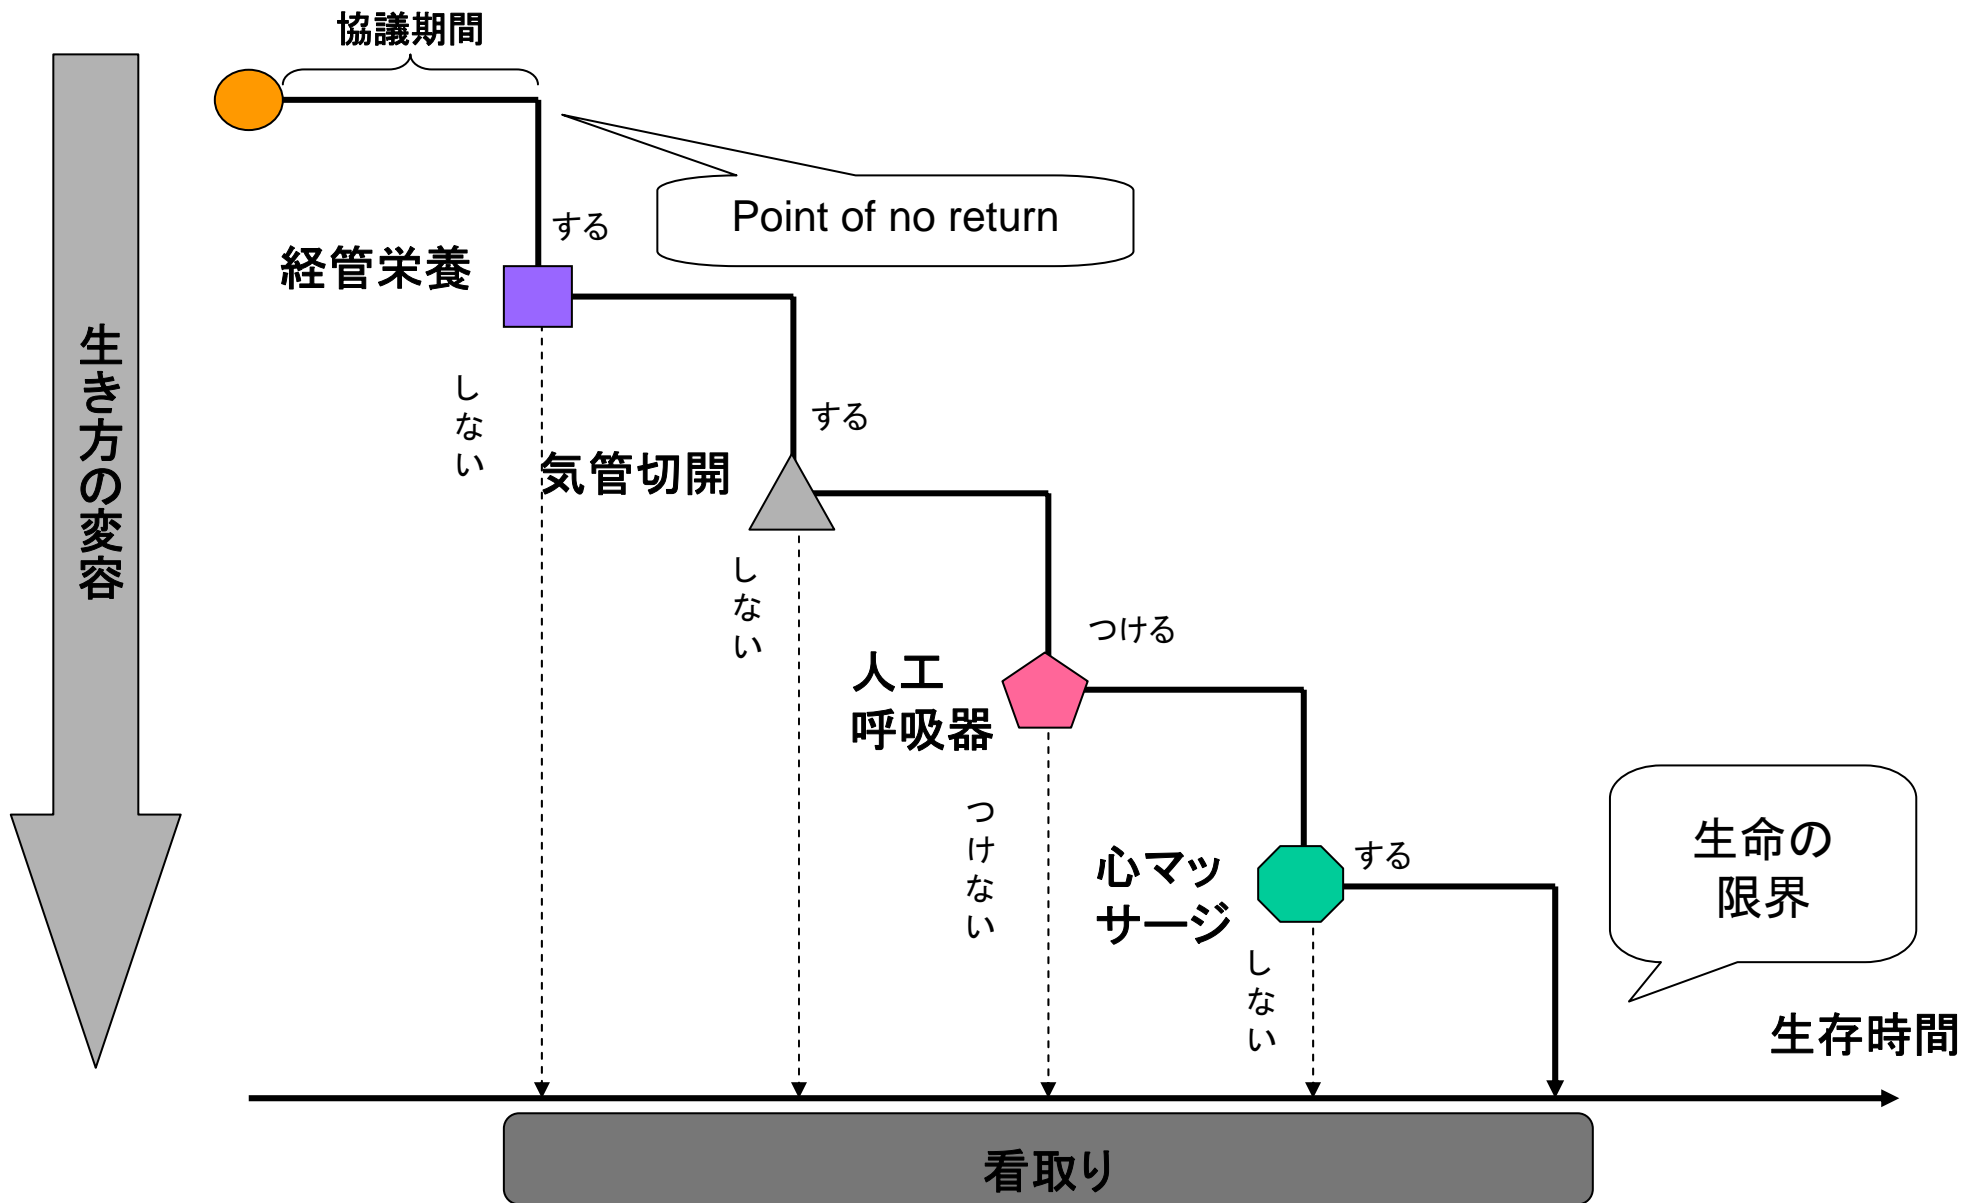 協議期間
Point of no return
する
経管栄養
生き方の変容
しない
する
気管切開
しない
つける
人工
呼吸器
つけない
する
心マッ
サージ
しない
生命の
限界
生存時間
看取り